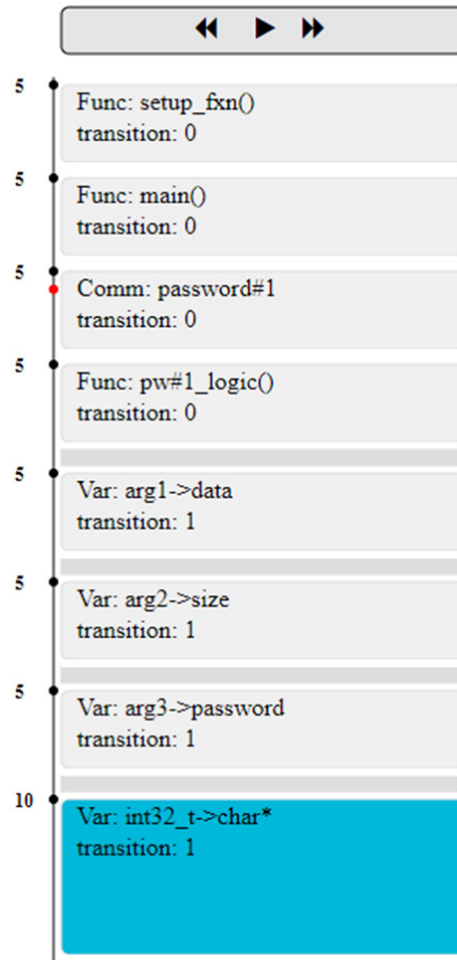 5
Func: setup_fxn()
transition: 0
5
Func: main()
transition: 0
5
Comm: password#1
transition: 0
5
Func: pw#1_logic()
transition: 0
5
Var: arg1->data
transition: 1
5
Var: arg2->size
transition: 1
5
Var: arg3->password
transition: 1
10
Var: int32_t->char*
transition: 1